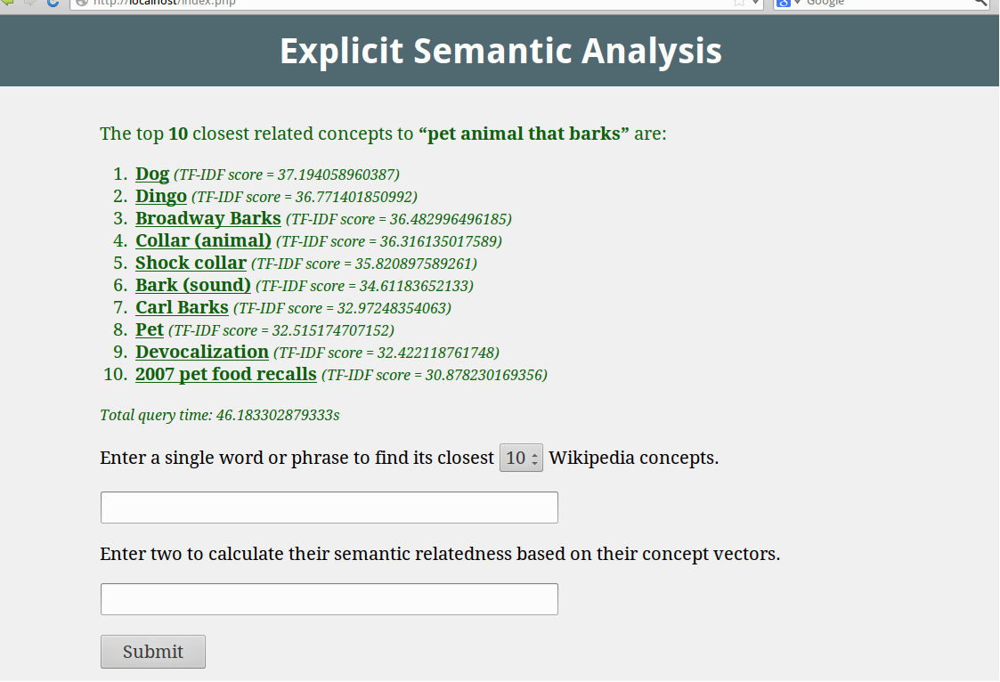 http://localhost/index.php
Google
Explicit Semantic Analysis
The top 10 closest related concepts to “pet animal that barks” are:
1. Dog (TF-IDF score = 37.194058960387)
2. Dingo (TF-IDF score = 36.771401850992)
3. Broadway Barks (TF-IDF score = 36.482996496185)
4. Collar (animal) (TF-IDF score = 36.316135017589)
5. Shock collar (TF-IDF score = 35.820897589261)
6. Bark (sound) (TF-IDF score = 34.61183652133)
7. Carl Barks (TF-IDF score = 32.97248354063)
8. Pet (TF-IDF score = 32.515174707152)
9. Devocalization (TF-IDF score = 32.422118761748)
10. 2007 pet food recalls (TF-IDF score = 30.878230169356)
Total query time: 46.183302879333s
Enter a single word or phrase to find its closest 10 Wikipedia concepts.
Enter two to calculate their semantic relatedness based on their concept vectors.
Submit